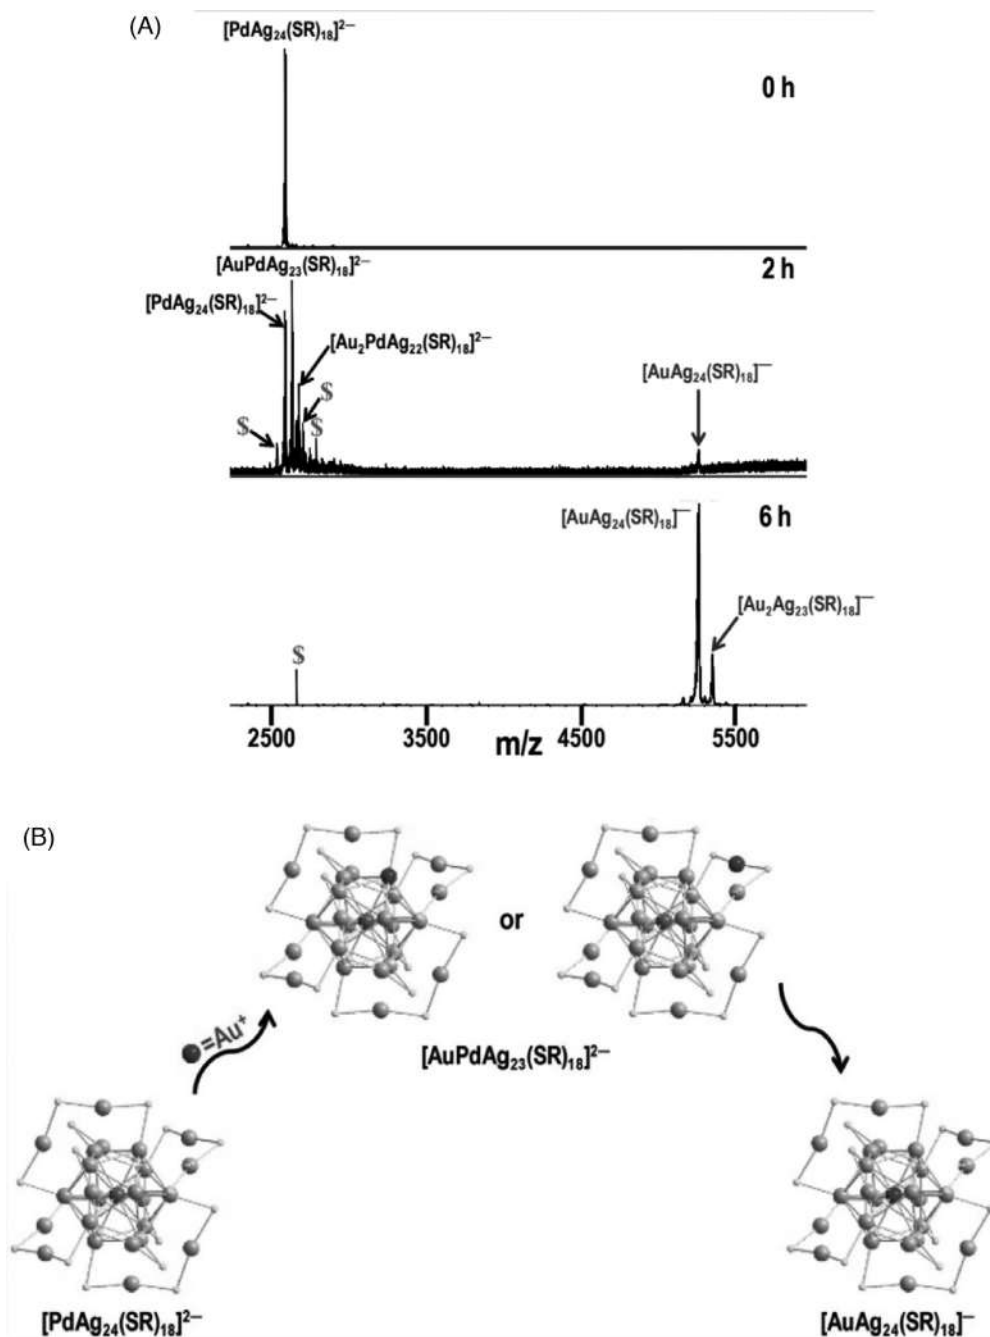 (A)
[PdAg₂₄(SR)₁₈]²⁻
0 h
[AuPdAg₂₃(SR)₁₈]²⁻
2 h
[PdAg₂₄(SR)₁₈]²⁻
[Au₂PdAg₂₂(SR)₁₈]²⁻
[AuAg₂₄(SR)₁₈]⁻
$
$
$
[AuAg₂₄(SR)₁₈]⁻
6 h
[Au₂Ag₂₃(SR)₁₈]⁻
$
2500 3500 4500 5500
m/z
(B)
or
=Au⁺
[AuPdAg₂₃(SR)₁₈]²⁻
[PdAg₂₄(SR)₁₈]²⁻
[AuAg₂₄(SR)₁₈]⁻